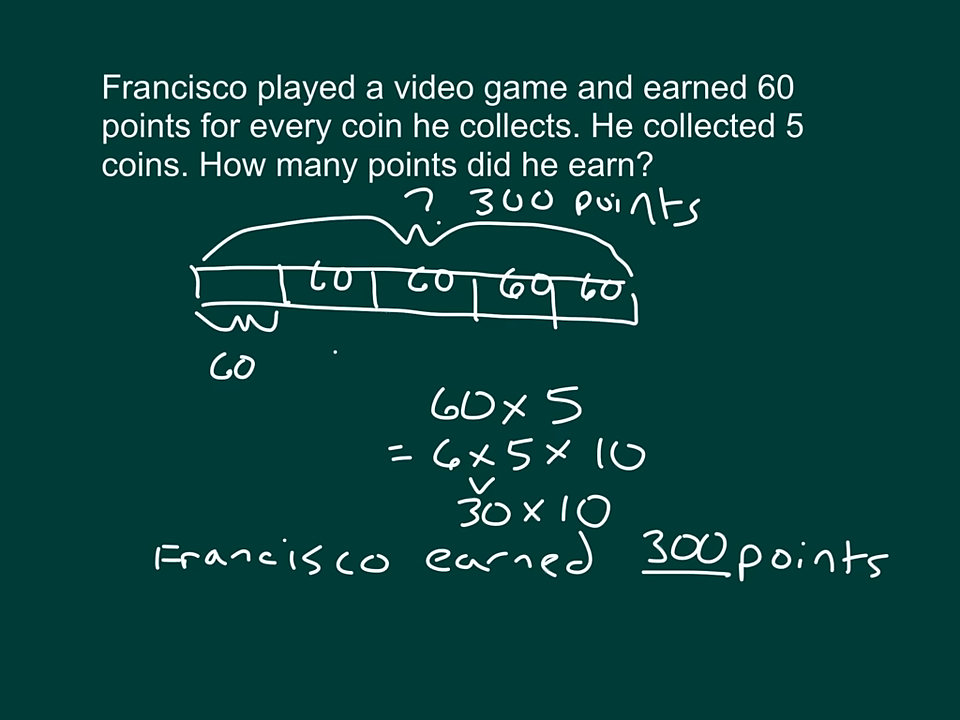 Francisco played a video game and earned 60
points for every coin he collects. He collected 5
coins. How many points did he earn?
? 300 points
60 60 60 60
60
60 x 5
= 6 x 5 x 10
30 x 10
Francisco earned 300 points